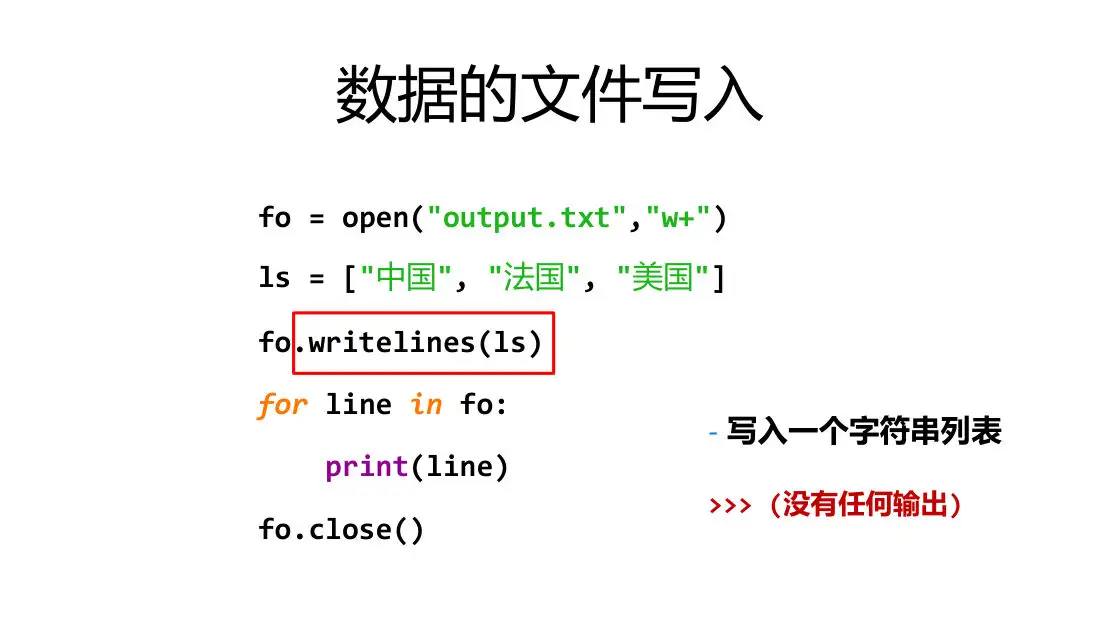 数据的文件写入
fo = open("output.txt","w+")
ls = ["中国", "法国", "美国"]
fo.writelines(ls)
for line in fo:
    print(line)
fo.close()
- 写入一个字符串列表
>>> (没有任何输出)